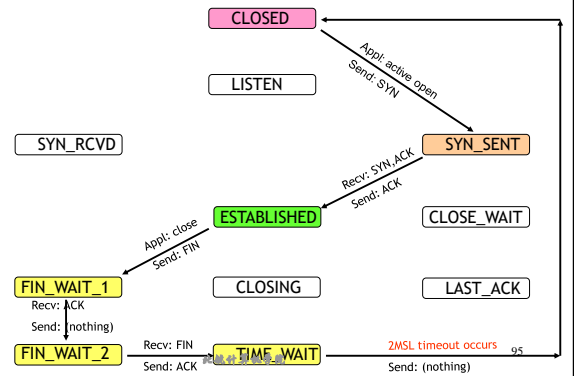 CLOSED
Appl: active open
Send: SYN
LISTEN
SYN_RCVD
SYN_SENT
Recv: SYN,ACK
Send: ACK
ESTABLISHED
CLOSE_WAIT
Appl: close
Send: FIN
FIN_WAIT_1
CLOSING
LAST_ACK
Recv: ACK
Send: (nothing)
FIN_WAIT_2
Recv: FIN
Send: ACK
TIME_WAIT
2MSL timeout occurs
95
Send: (nothing)